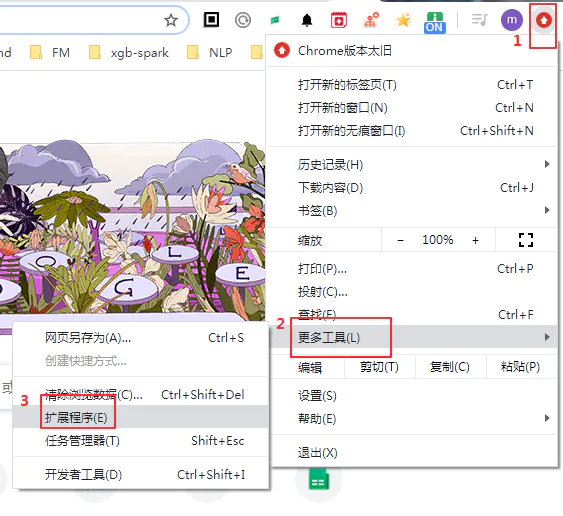 ON
m
1
nd FM xgb-spark NLP
Chrome版本太旧
打开新的标签页(T) Ctrl+T
打开新的窗口(N) Ctrl+N
打开新的无痕窗口(I) Ctrl+Shift+N
历史记录(H)
下载内容(D) Ctrl+J
书签(B)
缩放 − 100% +
打印(P)... Ctrl+P
投射(C)...
查找(F) Ctrl+F
2 更多工具(L)
编辑 剪切(T) 复制(C) 粘贴(P)
设置(S)
帮助(E)
退出(X)
O G L E
网页另存为(A)... Ctrl+S
创建快捷方式...
或
清除浏览数据(C)... Ctrl+Shift+Del
3 扩展程序(E)
任务管理器(T) Shift+Esc
开发者工具(D) Ctrl+Shift+I